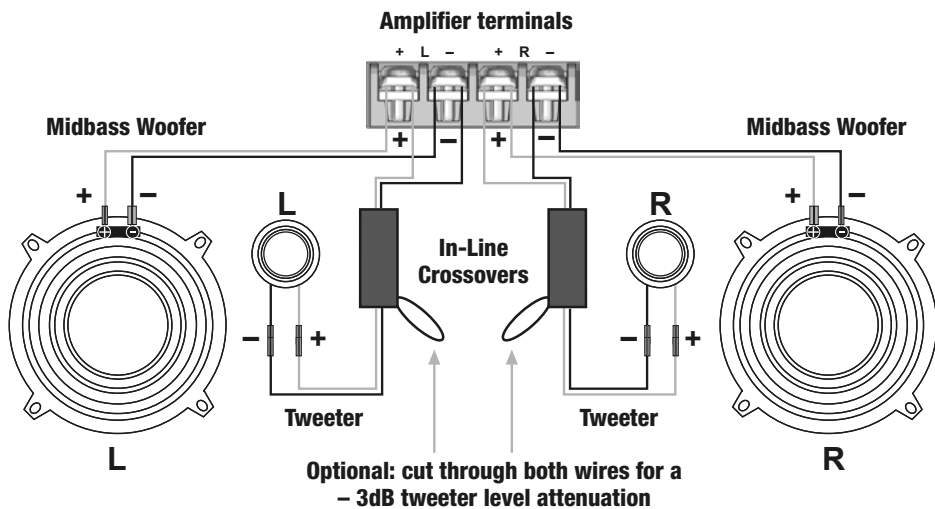 Amplifier terminals
+ L – + R –
Midbass Woofer
Midbass Woofer
+ – + –
+ – + –
L
R
In-Line
Crossovers
– +
– +
Tweeter
Tweeter
L
R
Optional: cut through both wires for a
– 3dB tweeter level attenuation